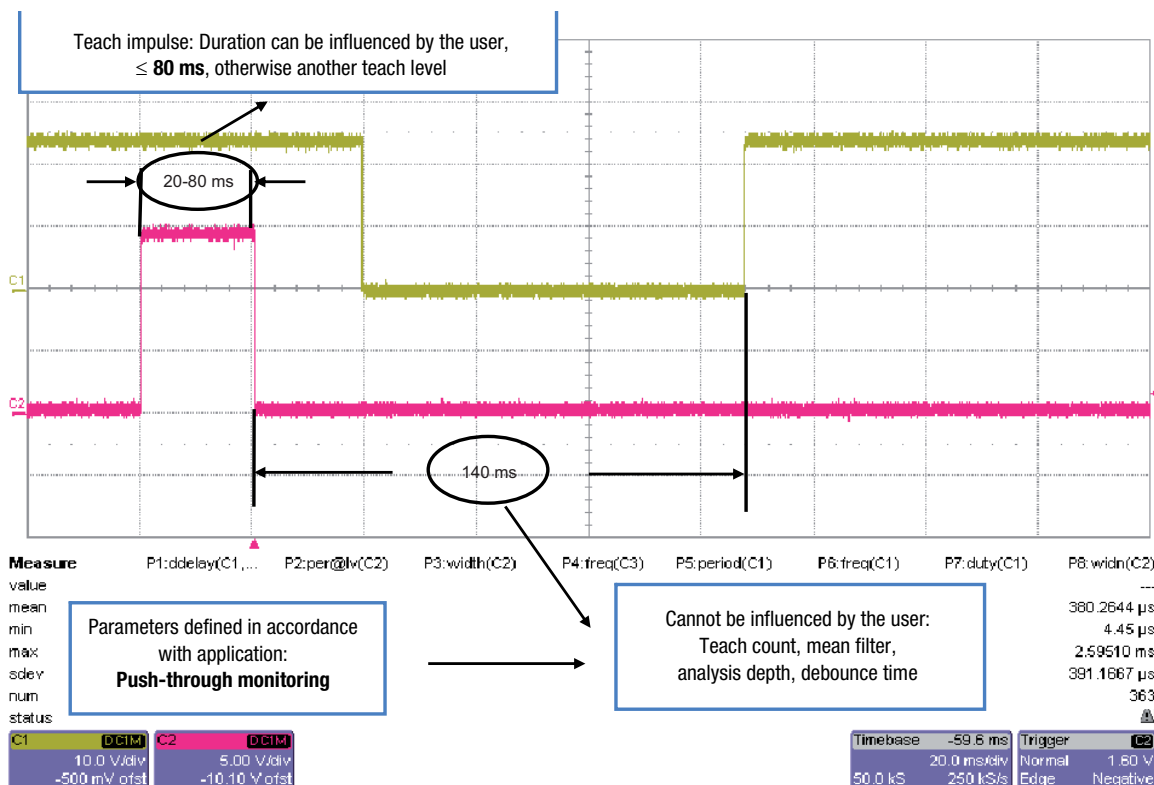 Teach impulse: Duration can be influenced by the user,
≤ 80 ms, otherwise another teach level
20-80 ms
C1
C2
140 ms
Measure P1:ddelay(C1,... P2:per@lv(C2) P3:width(C2) P4:freq(C3) P5:period(C1) P6:freq(C1) P7:duty(C1) P8:widn(C2)
value ---
mean 380.2644 µs
min 4.45 µs
max 2.59510 ms
sdev 391.1667 µs
num 363
status
Parameters defined in accordance
with application:
Push-through monitoring
Cannot be influenced by the user:
Teach count, mean filter,
analysis depth, debounce time
C1 DC1M
10.0 V/div
-500 mV ofst
C2 DC1M
5.00 V/div
-10.10 V ofst
Timebase -59.6 ms
20.0 ms/div
50.0 kS 250 kS/s
Trigger C2
Normal 1.60 V
Edge Negative